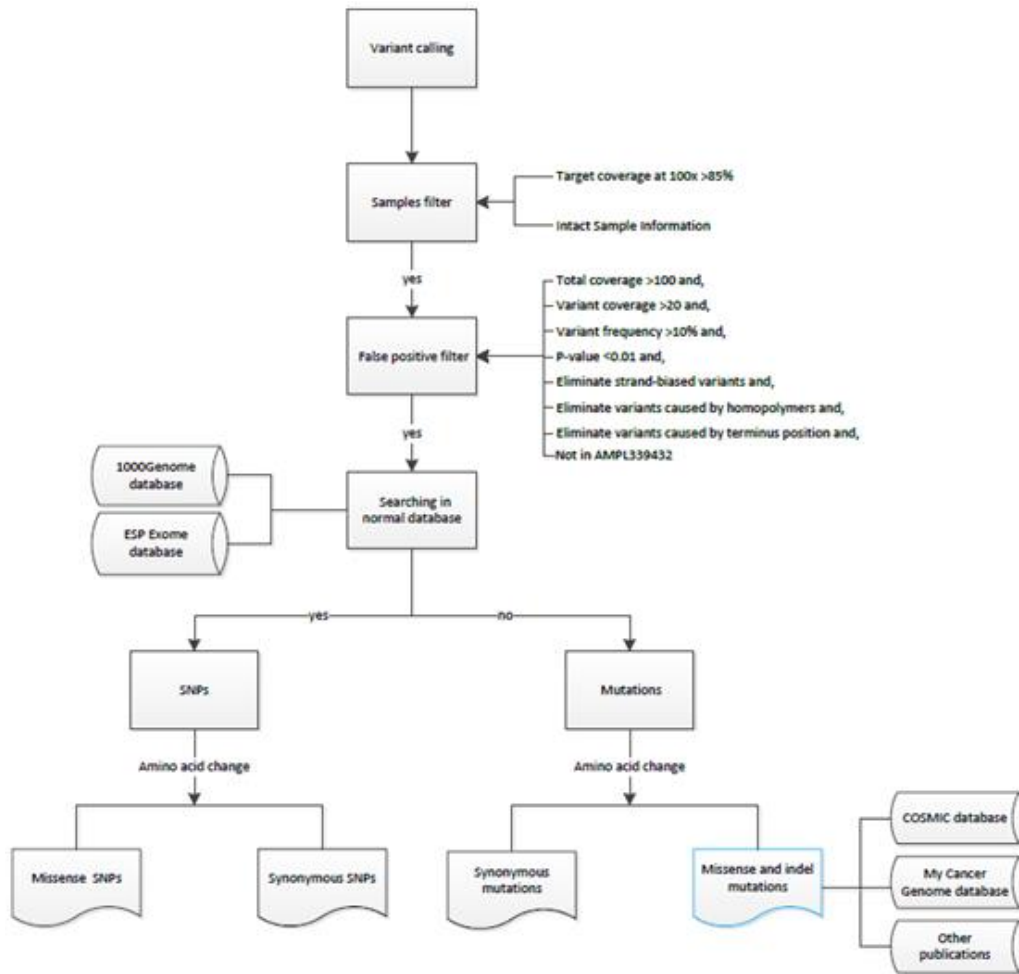 Variant calling
Samples filter
Target coverage at 100x >85%
Intact Sample Information
yes
False positive filter
Total coverage >100 and,
Variant coverage >20 and,
Variant frequency >10% and,
P-value <0.01 and,
Eliminate strand-biased variants and,
Eliminate variants caused by homopolymers and,
Eliminate variants caused by terminus position and,
Not in AMPL339432
yes
1000Genome
database
ESP Exome
database
Searching in
normal database
yes
no
SNPs
Mutations
Amino acid change
Amino acid change
Missense SNPs
Synonymous SNPs
Synonymous
mutations
Missense and indel
mutations
COSMIC database
My Cancer
Genome database
Other
publications